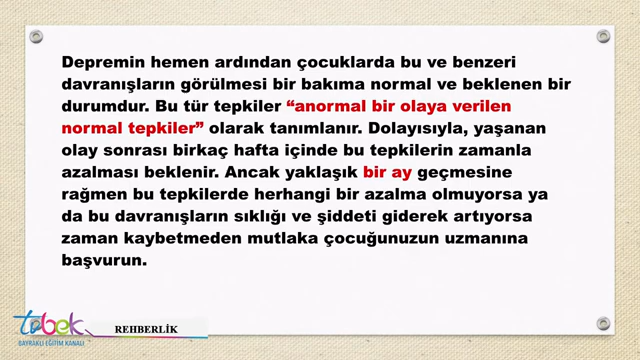 Depremin hemen ardından çocuklarda bu ve benzeri
davranışların görülmesi bir bakıma normal ve beklenen bir
durumdur. Bu tür tepkiler “anormal bir olaya verilen
normal tepkiler” olarak tanımlanır. Dolayısıyla, yaşanan
olay sonrası birkaç hafta içinde bu tepkilerin zamanla
azalması beklenir. Ancak yaklaşık bir ay geçmesine
rağmen bu tepkilerde herhangi bir azalma olmuyorsa ya
da bu davranışların sıklığı ve şiddeti giderek artıyorsa
zaman kaybetmeden mutlaka çocuğunuzun uzmanına
başvurun.
tvbek
BAYRAKLI EĞİTİM KANALI
REHBERLİK